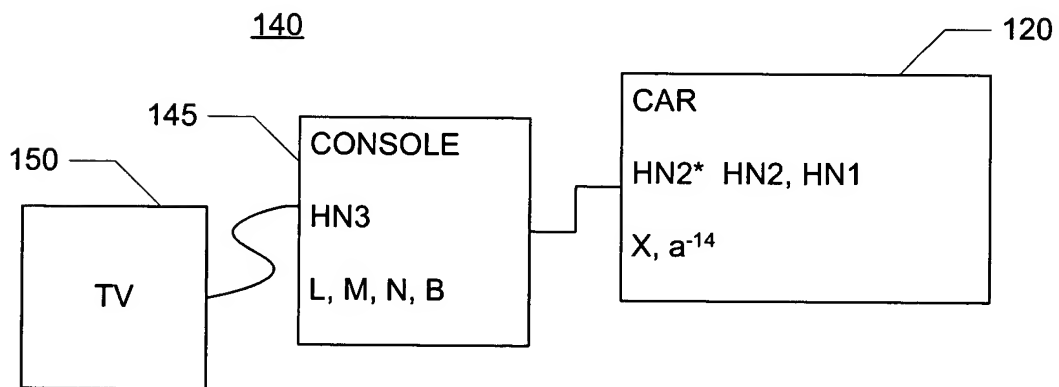 140
120
CAR
145
CONSOLE
150
HN2* HN2, HN1
HN3
X, a⁻¹⁴
TV
L, M, N, B